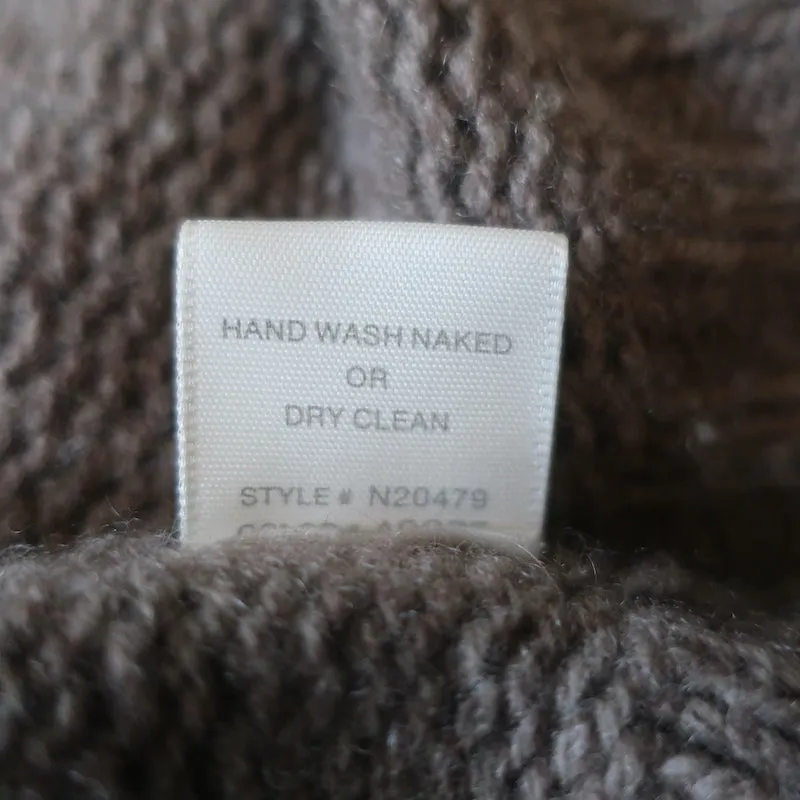 HAND WASH NAKED
OR
DRY CLEAN
STYLE # N20479